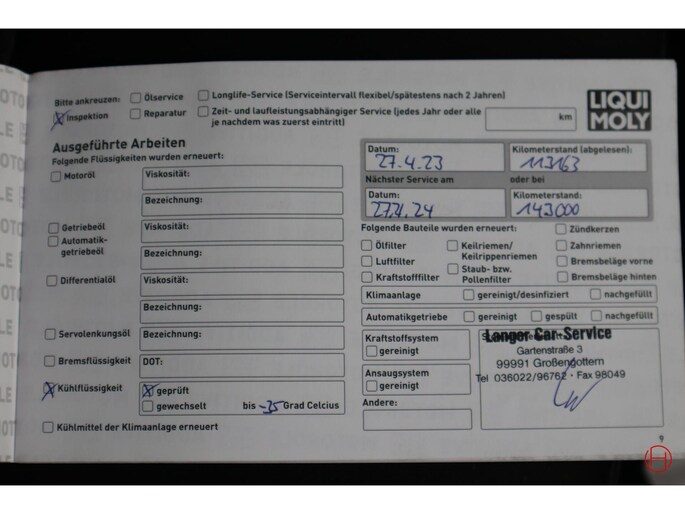 Bitte ankreuzen: Ölservice Longlife-Service (Serviceintervall flexibel/spätestens nach 2 Jahren)
Inspektion Reparatur Zeit- und laufleistungsabhängiger Service (jedes Jahr oder alle km
je nachdem was zuerst eintritt)
LIQUI
MOLY
Ausgeführte Arbeiten
Folgende Flüssigkeiten wurden erneuert:
Motoröl Viskosität:
Bezeichnung:
Getriebeöl Viskosität:
Automatik-
getriebeöl Bezeichnung:
Differentialöl Viskosität:
Bezeichnung:
Servolenkungsöl Bezeichnung:
Bremsflüssigkeit DOT:
Kühlflüssigkeit geprüft
gewechselt bis -35 Grad Celcius
Kühlmittel der Klimaanlage erneuert
Datum: Kilometerstand (abgelesen):
27.4.23 113163
Nächster Service am oder bei
Datum: Kilometerstand:
27.4.24 143000
Folgende Bauteile wurden erneuert: Zündkerzen
Ölfilter Keilriemen/ Zahnriemen
Keilrippenriemen
Luftfilter Bremsbeläge vorne
Staub- bzw.
Kraftstofffilter Pollenfilter Bremsbeläge hinten
Klimaanlage gereinigt/desinfiziert nachgefüllt
Automatikgetriebe gereinigt gespült nachgefüllt
Kraftstoffsystem
gereinigt
Ansaugsystem
gereinigt
Andere:
Langer Car-Service
Gartenstraße 3
99991 Großengottern
Tel 036022/96762 · Fax 98049
9